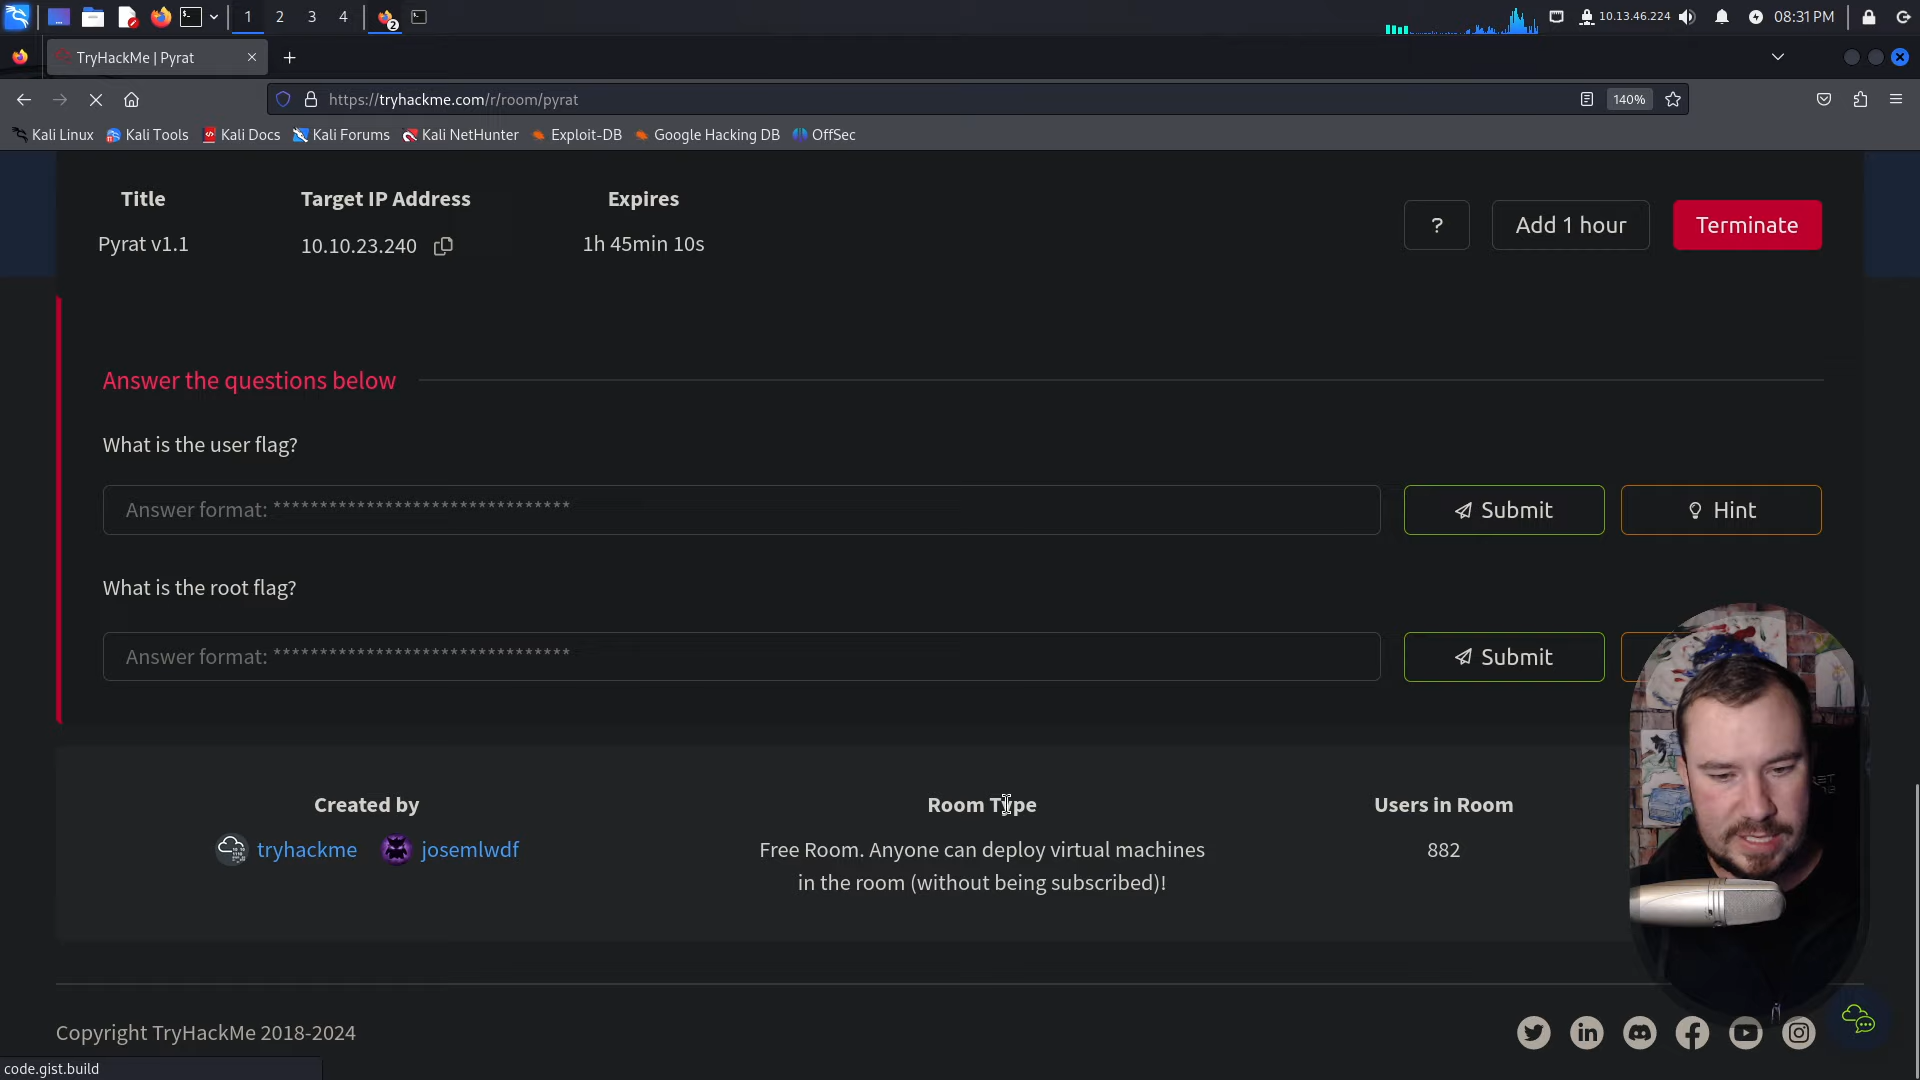 1 2 3 4 2 10.13.46.224 08:31 PM
TryHackMe | Pyrat
https://tryhackme.com/r/room/pyrat 140%
Kali Linux Kali Tools Kali Docs Kali Forums Kali NetHunter Exploit-DB Google Hacking DB OffSec
Title Target IP Address Expires
Pyrat v1.1 10.10.23.240 1h 45min 10s
? Add 1 hour Terminate
Answer the questions below
What is the user flag?
Answer format: ******************************** Submit Hint
What is the root flag?
Answer format: ******************************** Submit
Created by Room Type Users in Room
tryhackme josemlwdf Free Room. Anyone can deploy virtual machines 882
in the room (without being subscribed)!
Copyright TryHackMe 2018-2024
code.gist.build